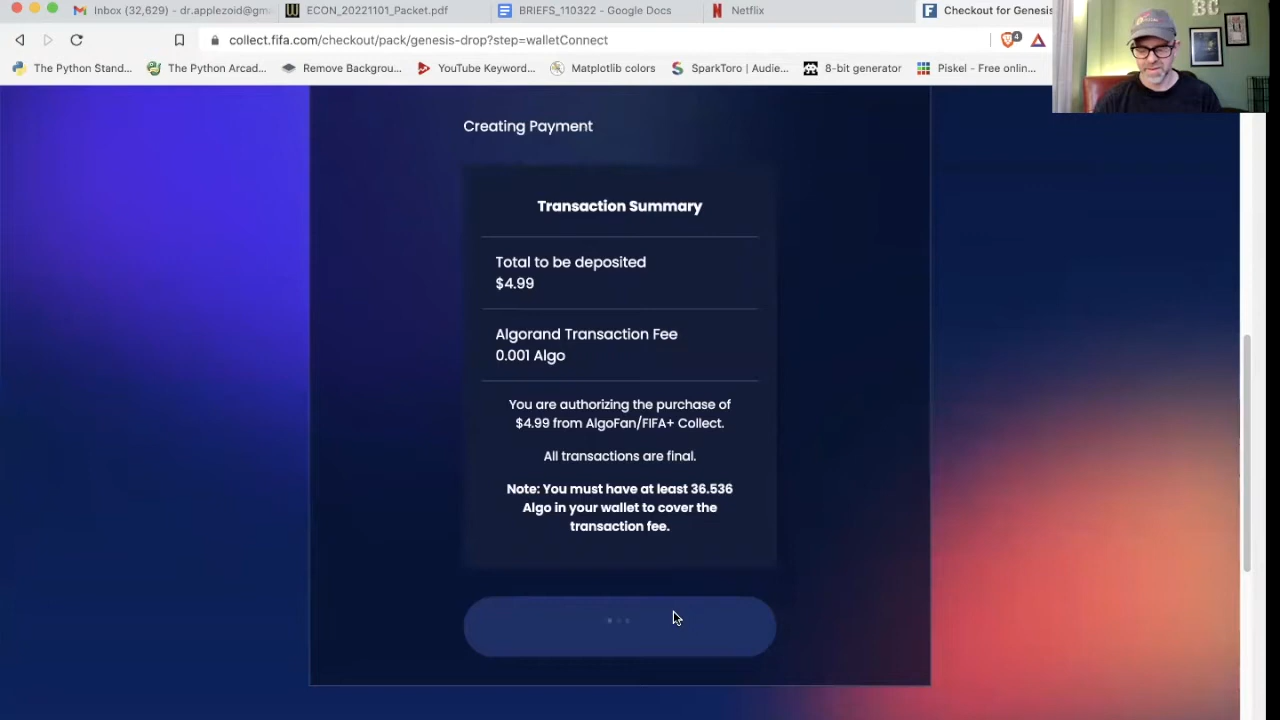 Inbox (32,629) - dr.applezoid@gm
ECON_20221101_Packet.pdf
BRIEFS_110322 - Google Docs
Netflix
Checkout for Genesis
collect.fifa.com/checkout/pack/genesis-drop?step=walletConnect
4
The Python Stand...
The Python Arcad...
Remove Backgrou...
YouTube Keyword...
Matplotlib colors
SparkToro | Audie...
8-bit generator
Piskel - Free onlin...
BC
Creating Payment
Transaction Summary
Total to be deposited
$4.99
Algorand Transaction Fee
0.001 Algo
You are authorizing the purchase of
$4.99 from AlgoFan/FIFA+ Collect.
All transactions are final.
Note: You must have at least 36.536
Algo in your wallet to cover the
transaction fee.